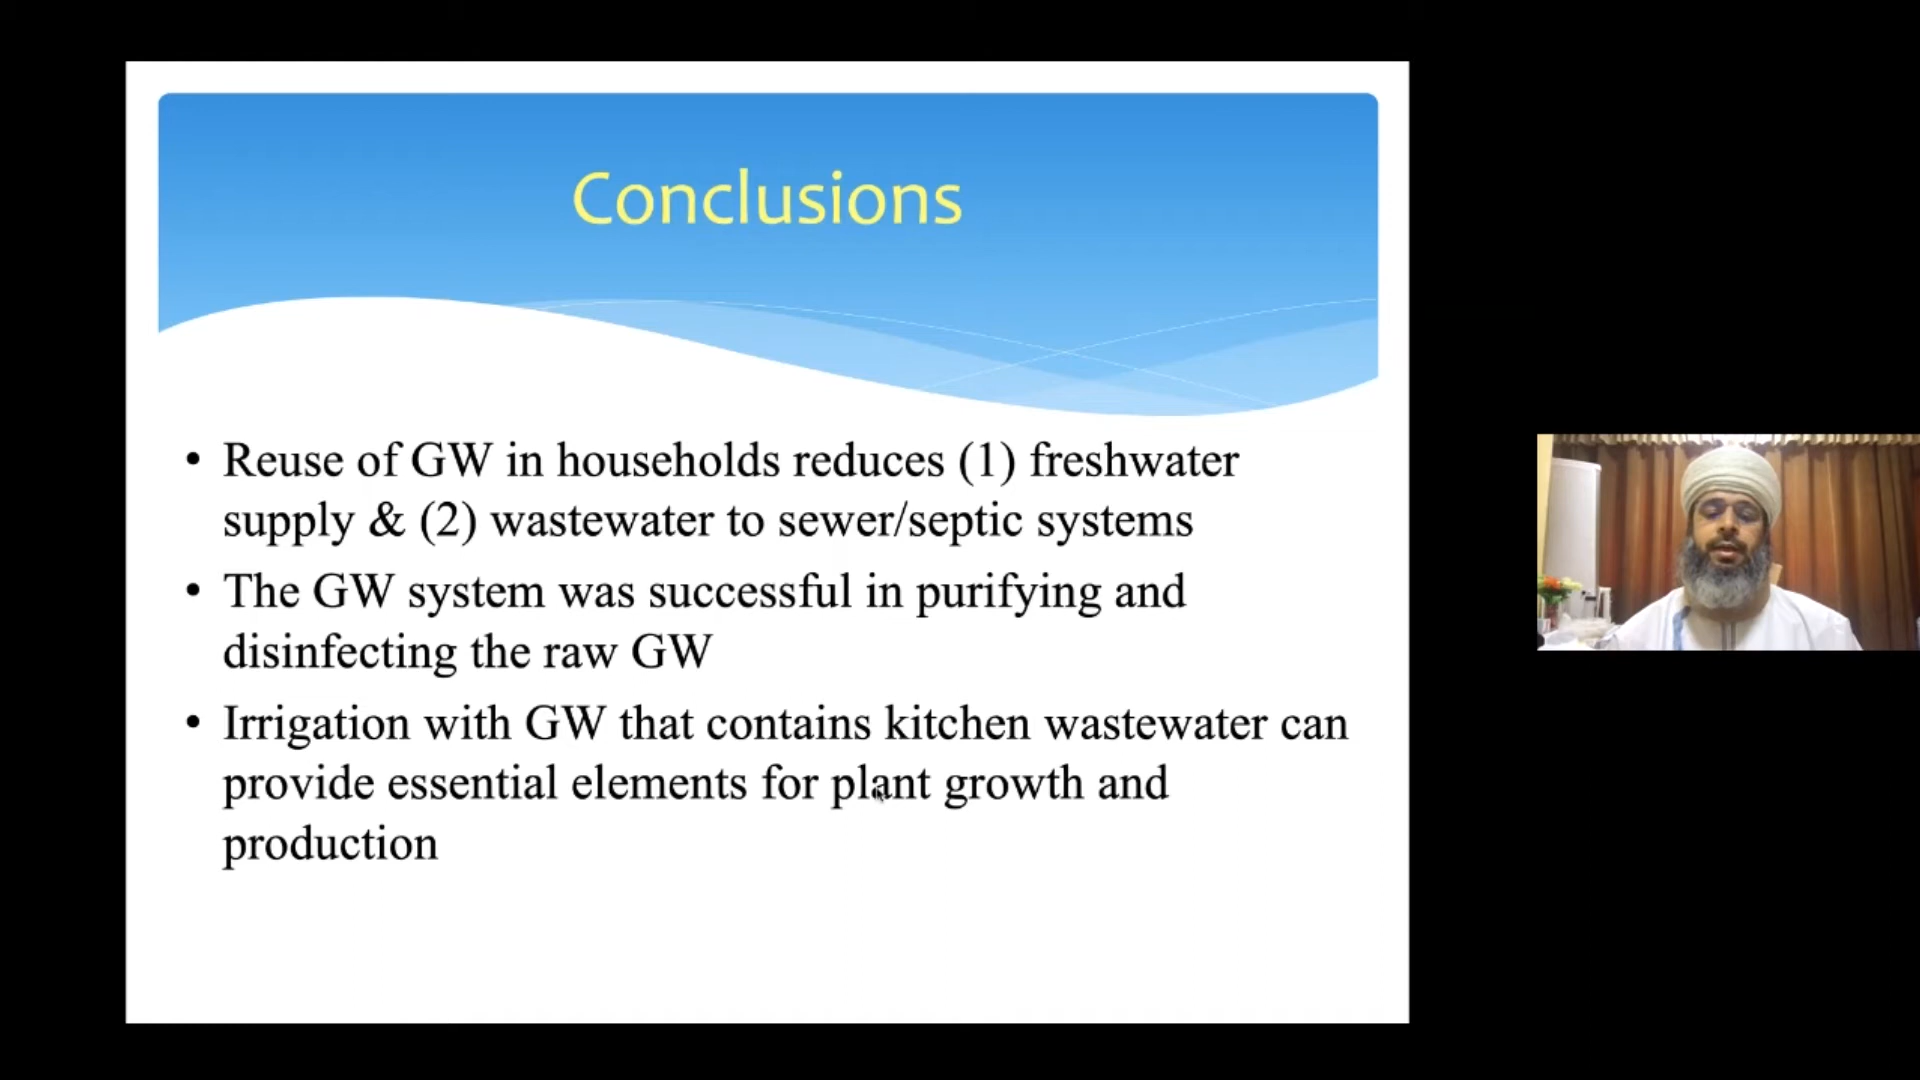 Conclusions
• Reuse of GW in households reduces (1) freshwater
supply & (2) wastewater to sewer/septic systems
• The GW system was successful in purifying and
disinfecting the raw GW
• Irrigation with GW that contains kitchen wastewater can
provide essential elements for plant growth and
production